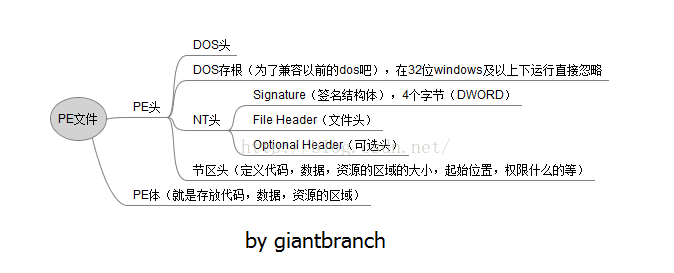 DOS头
DOS存根（为了兼容以前的dos吧），在32位windows及以上下运行直接忽略
Signature（签名结构体），4个字节（DWORD）
PE头
PE文件
NT头
File Header（文件头）
Optional Header（可选头）
节区头（定义代码，数据，资源的区域的大小，起始位置，权限什么的等）
PE体（就是存放代码，数据，资源的区域）
by giantbranch